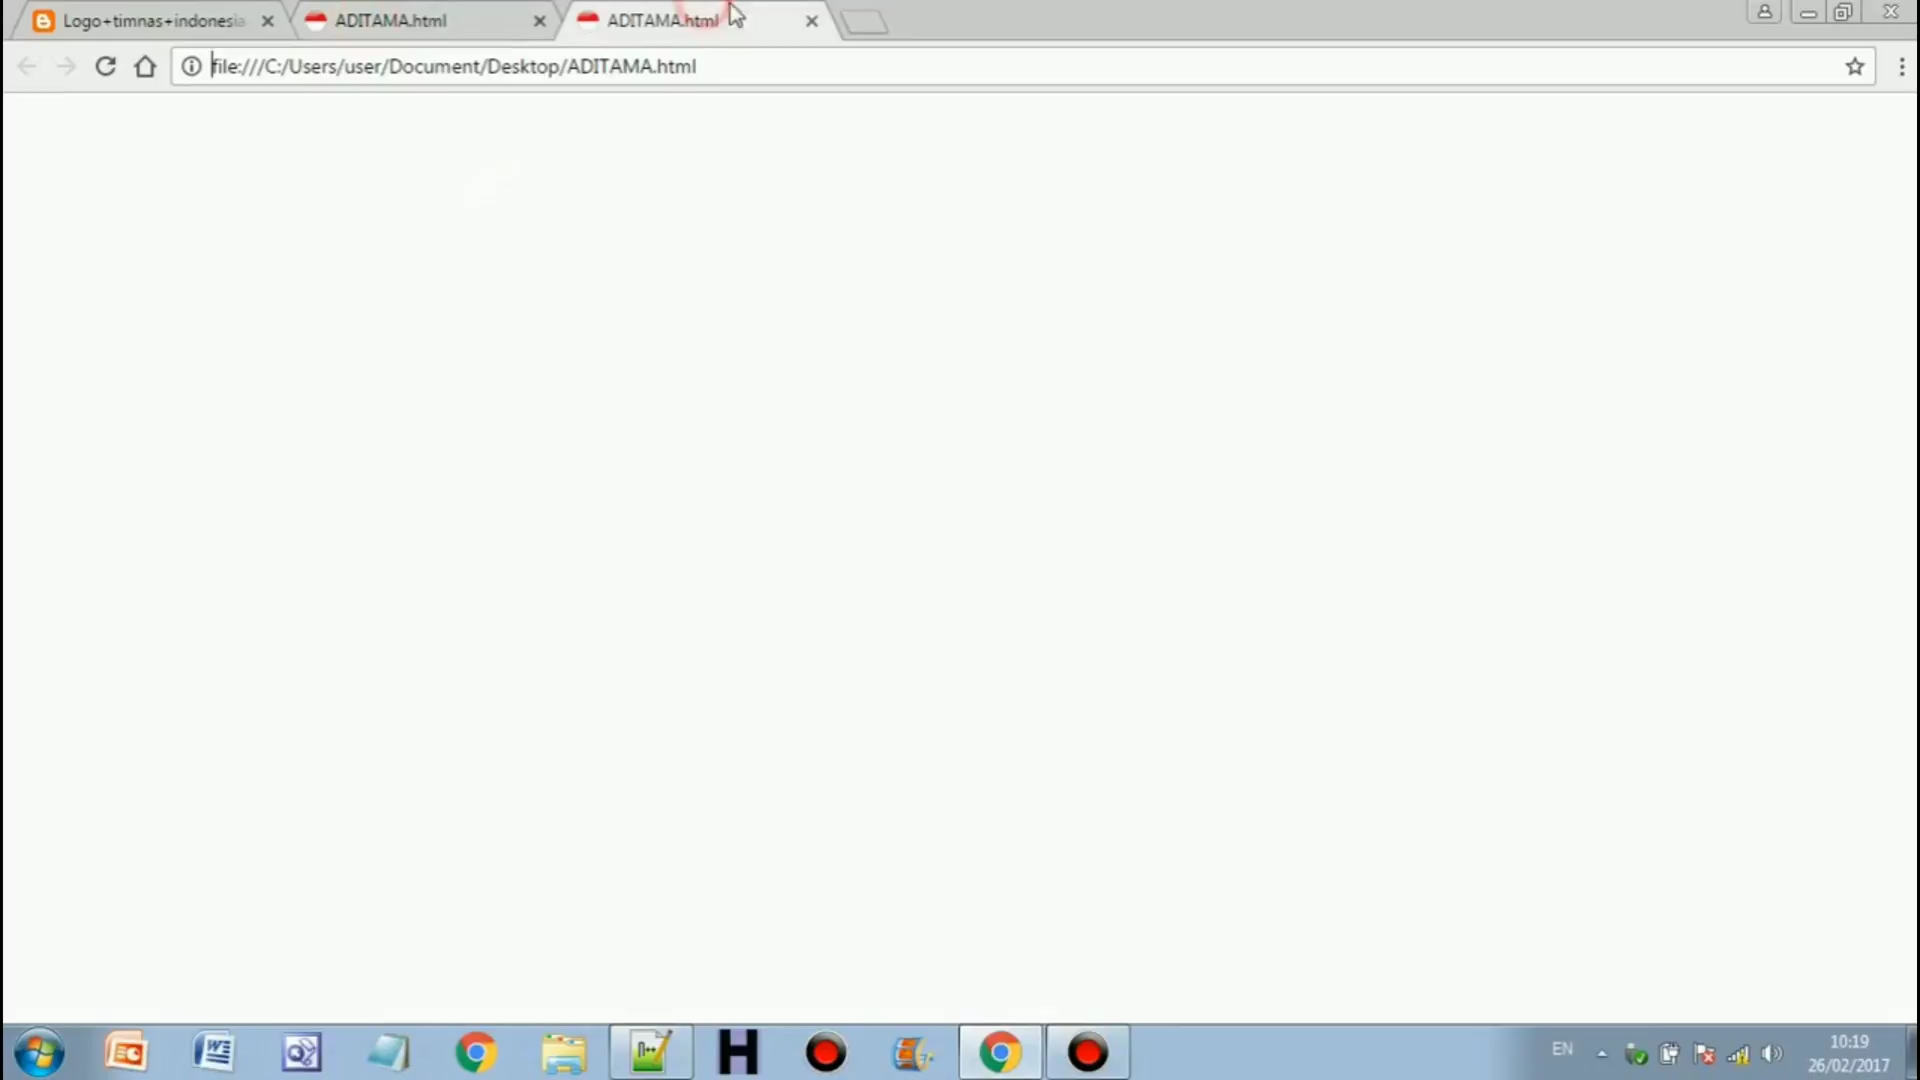 Logo+timnas+indonesia
ADITAMA.html
ADITAMA.html
file:///C:/Users/user/Document/Desktop/ADITAMA.html
EN
10:19
26/02/2017